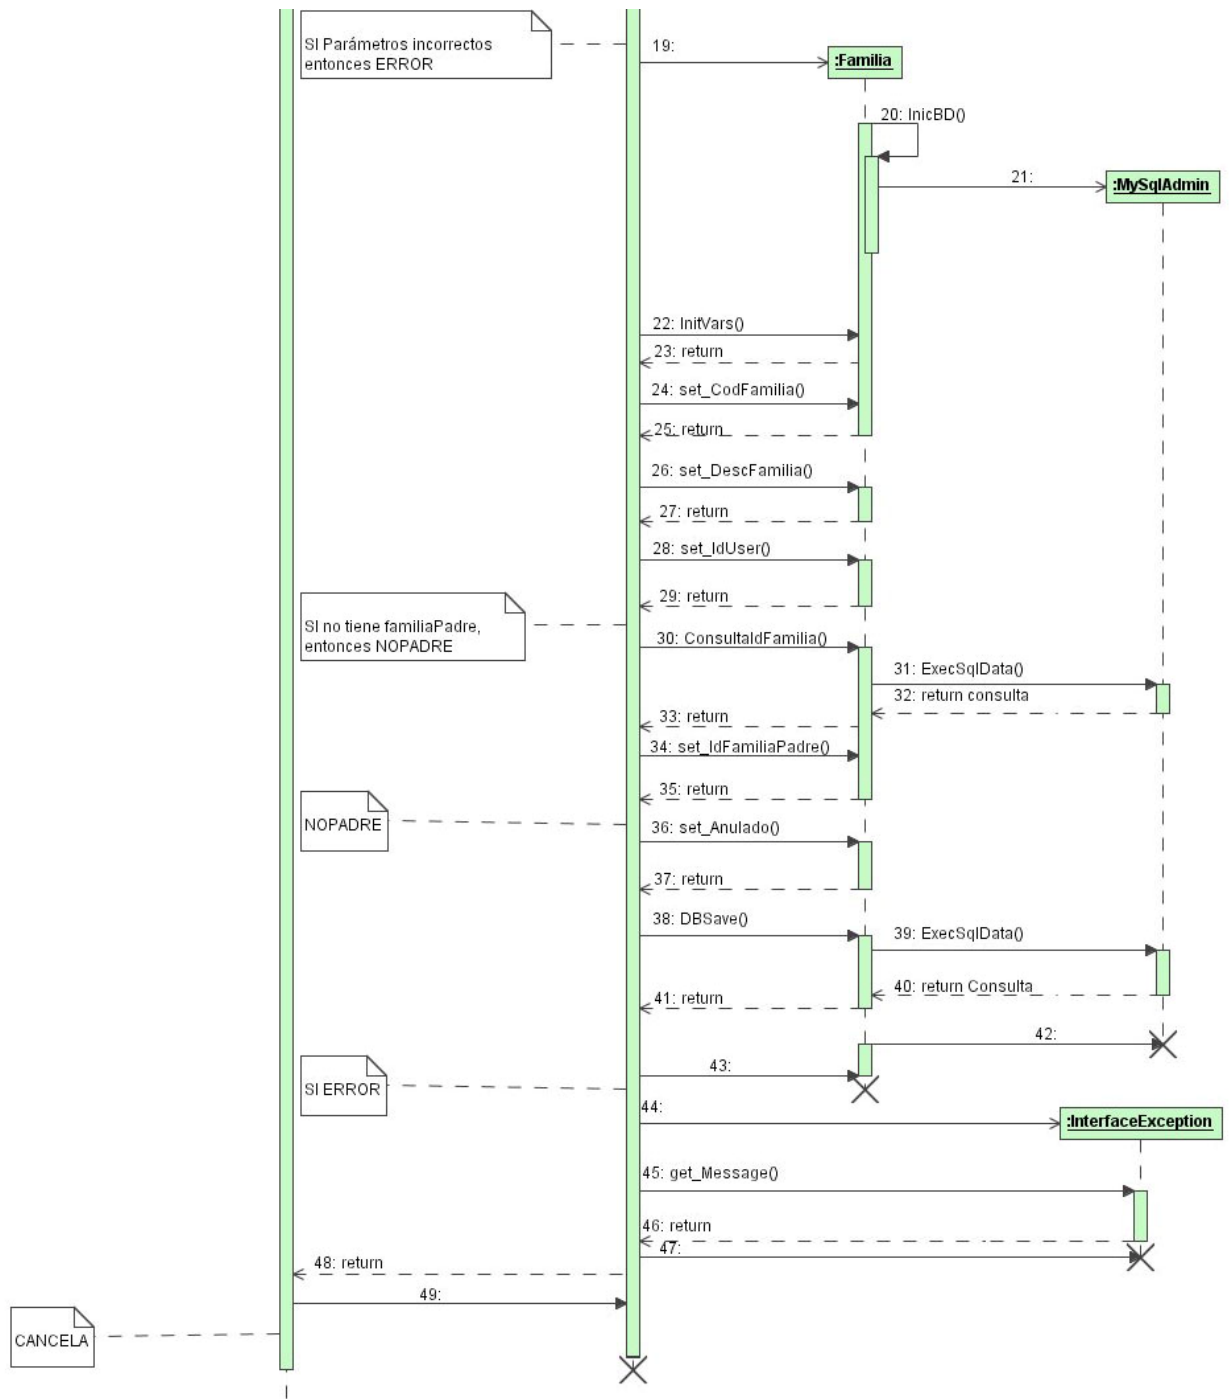 SI Parámetros incorrectos
entonces ERROR
19:
:Familia
20: InicBD()
21:
:MySqlAdmin
22: InitVars()
23: return
24: set_CodFamilia()
25: return
26: set_DescFamilia()
27: return
28: set_IdUser()
29: return
SI no tiene familiaPadre,
entonces NOPADRE
30: ConsultaIdFamilia()
31: ExecSqlData()
32: return consulta
33: return
34: set_IdFamiliaPadre()
35: return
NOPADRE
36: set_Anulado()
37: return
38: DBSave()
39: ExecSqlData()
40: return Consulta
41: return
42:
43:
SI ERROR
44:
:InterfaceException
45: get_Message()
46: return
47:
48: return
49:
CANCELA